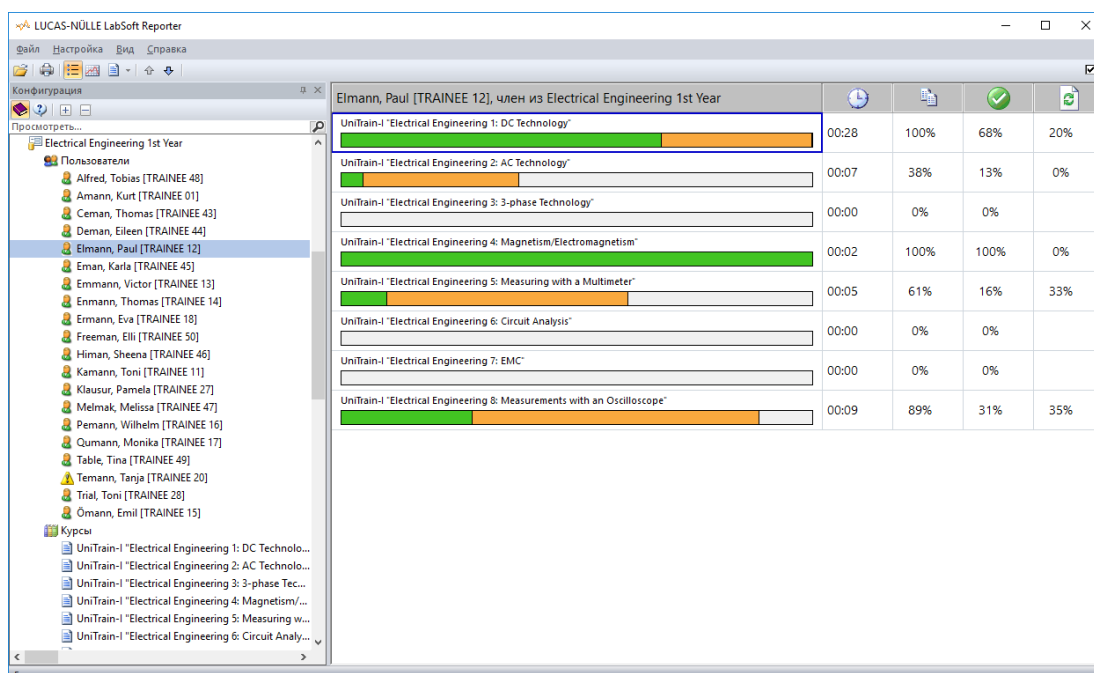 LUCAS-NÜLLE LabSoft Reporter
Файл Настройка Вид Справка
Конфигурация
Просмотреть...
Electrical Engineering 1st Year
Пользователи
Alfred, Tobias [TRAINEE 48]
Amann, Kurt [TRAINEE 01]
Ceman, Thomas [TRAINEE 43]
Deman, Eileen [TRAINEE 44]
Elmann, Paul [TRAINEE 12]
Eman, Karla [TRAINEE 45]
Emmann, Victor [TRAINEE 13]
Enmann, Thomas [TRAINEE 14]
Ermann, Eva [TRAINEE 18]
Freeman, Elli [TRAINEE 50]
Himan, Sheena [TRAINEE 46]
Kamann, Toni [TRAINEE 11]
Klausur, Pamela [TRAINEE 27]
Melmak, Melissa [TRAINEE 47]
Pemann, Wilhelm [TRAINEE 16]
Qumann, Monika [TRAINEE 17]
Table, Tina [TRAINEE 49]
Temann, Tanja [TRAINEE 20]
Trial, Toni [TRAINEE 28]
Ömann, Emil [TRAINEE 15]
Курсы
UniTrain-I "Electrical Engineering 1: DC Technolo...
UniTrain-I "Electrical Engineering 2: AC Technolo...
UniTrain-I "Electrical Engineering 3: 3-phase Tec...
UniTrain-I "Electrical Engineering 4: Magnetism/...
UniTrain-I "Electrical Engineering 5: Measuring w...
UniTrain-I "Electrical Engineering 6: Circuit Analy...
Elmann, Paul [TRAINEE 12], член из Electrical Engineering 1st Year
UniTrain-I "Electrical Engineering 1: DC Technology"
00:28 100% 68% 20%
UniTrain-I "Electrical Engineering 2: AC Technology"
00:07 38% 13% 0%
UniTrain-I "Electrical Engineering 3: 3-phase Technology"
00:00 0% 0%
UniTrain-I "Electrical Engineering 4: Magnetism/Electromagnetism"
00:02 100% 100% 0%
UniTrain-I "Electrical Engineering 5: Measuring with a Multimeter"
00:05 61% 16% 33%
UniTrain-I "Electrical Engineering 6: Circuit Analysis"
00:00 0% 0%
UniTrain-I "Electrical Engineering 7: EMC"
00:00 0% 0%
UniTrain-I "Electrical Engineering 8: Measurements with an Oscilloscope"
00:09 89% 31% 35%